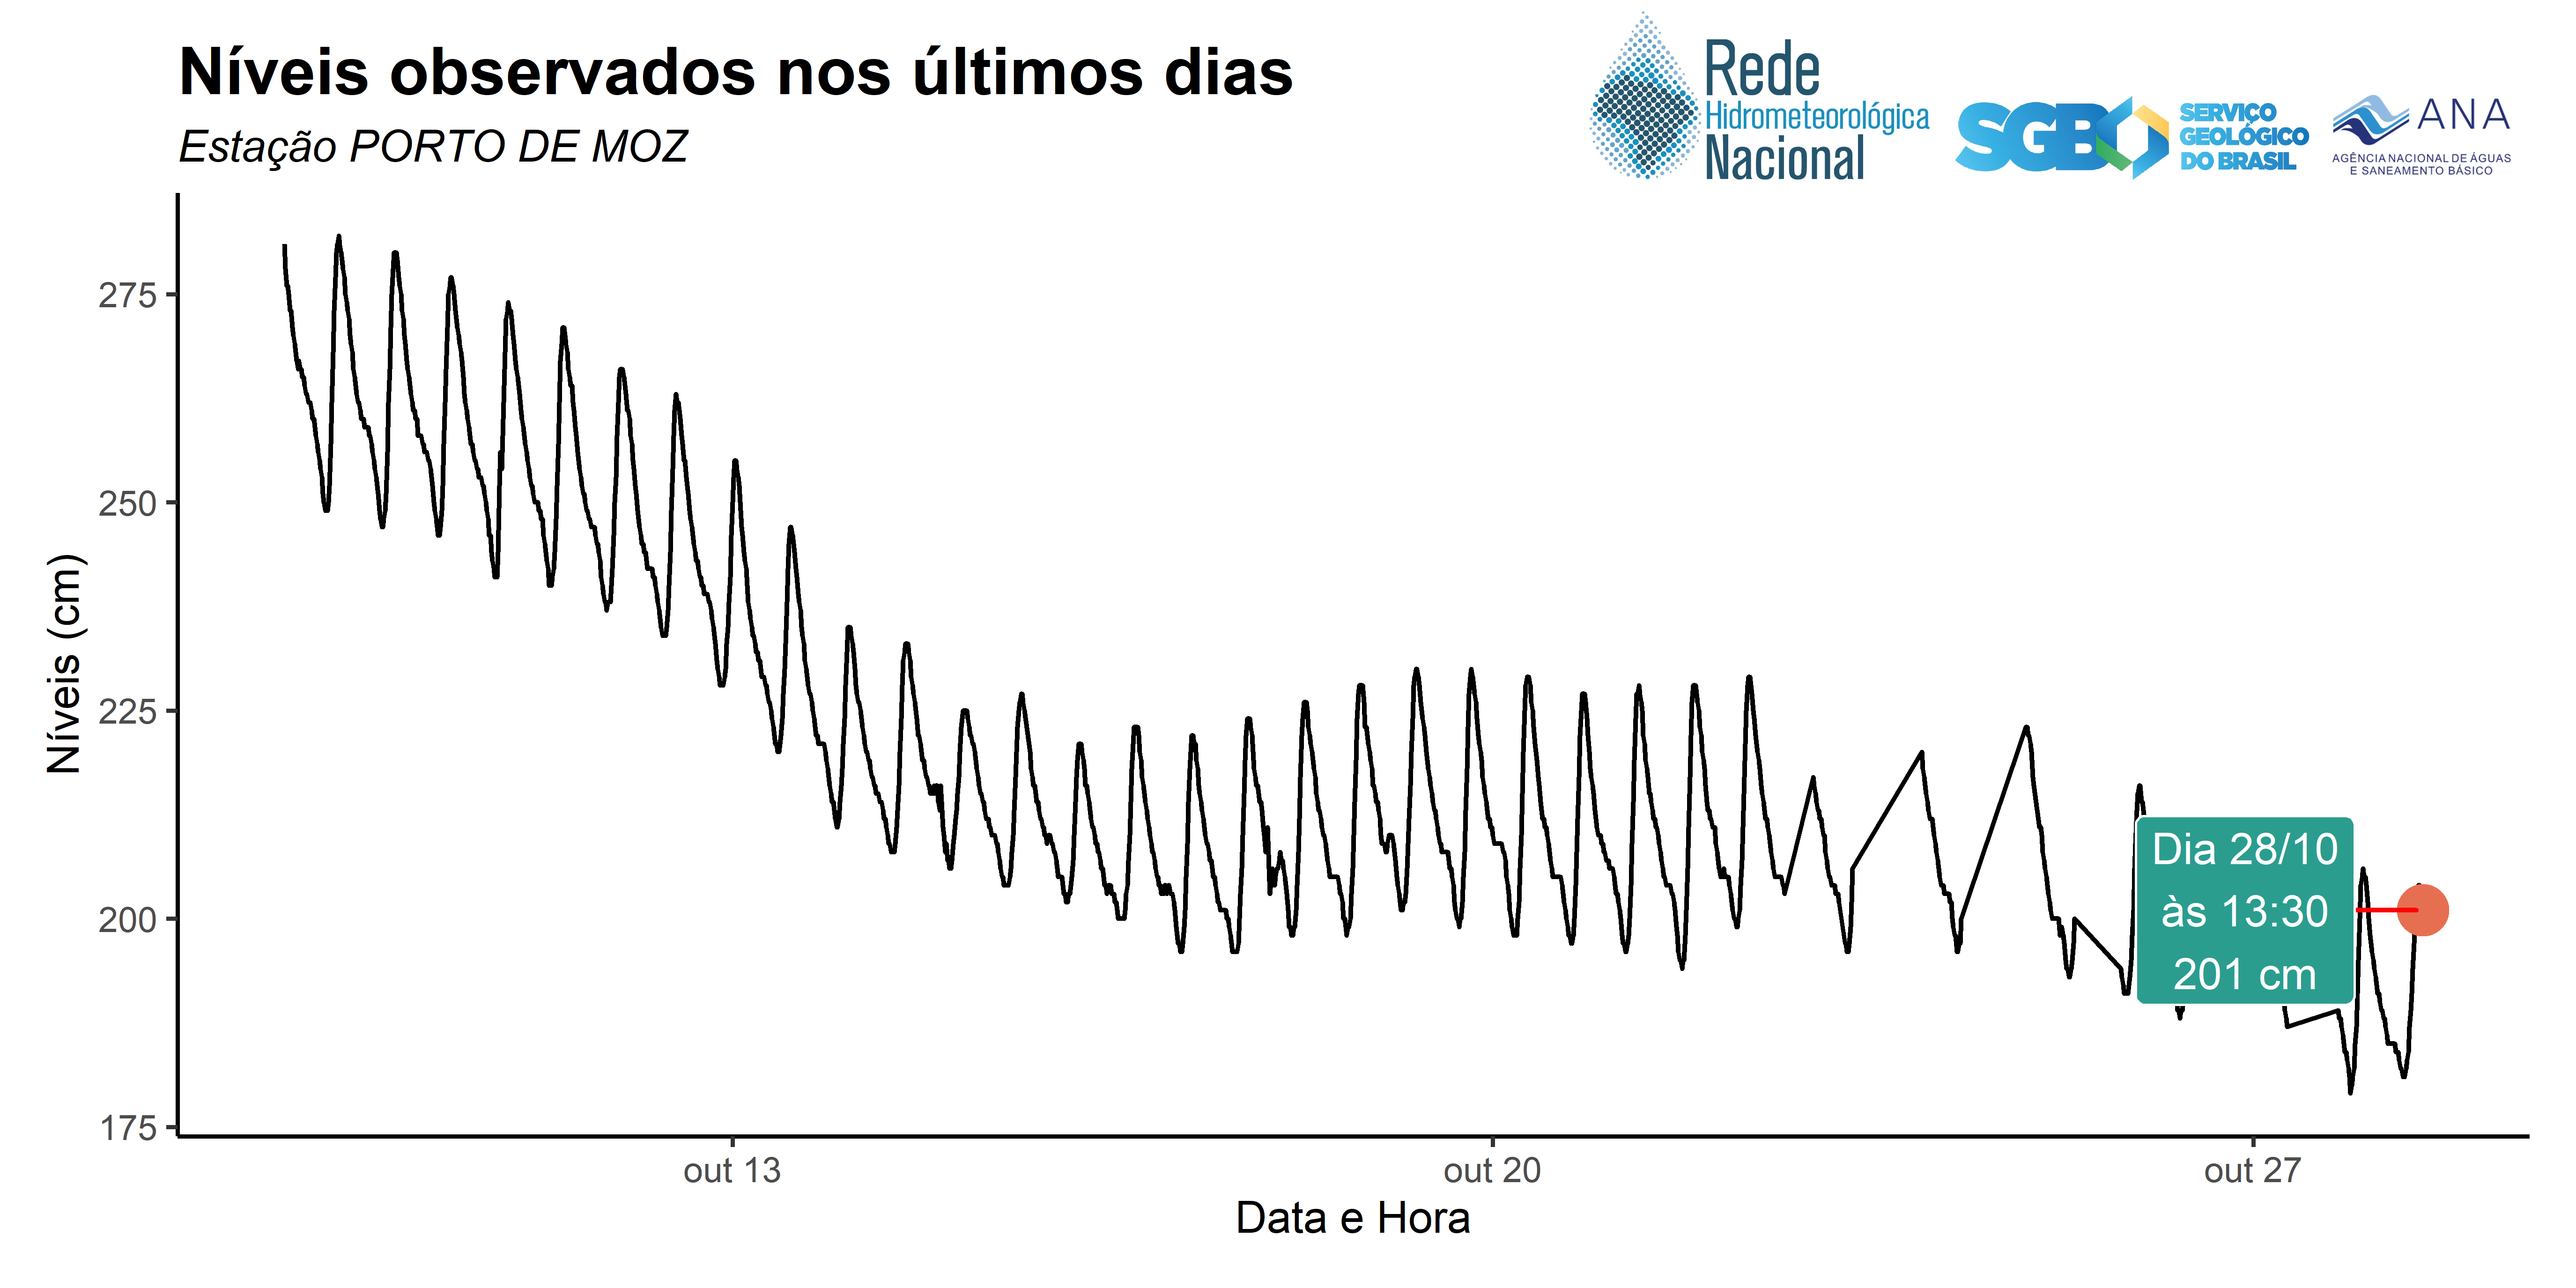 Níveis observados nos últimos dias
Estação PORTO DE MOZ
Rede
Hidrometeorológica
Nacional
SGB
SERVIÇO
GEOLÓGICO
DO BRASIL
ANA
AGÊNCIA NACIONAL DE ÁGUAS
E SANEAMENTO BÁSICO
Níveis (cm)
275
250
225
200
175
Dia 28/10
às 13:30
201 cm
out 13
out 20
out 27
Data e Hora